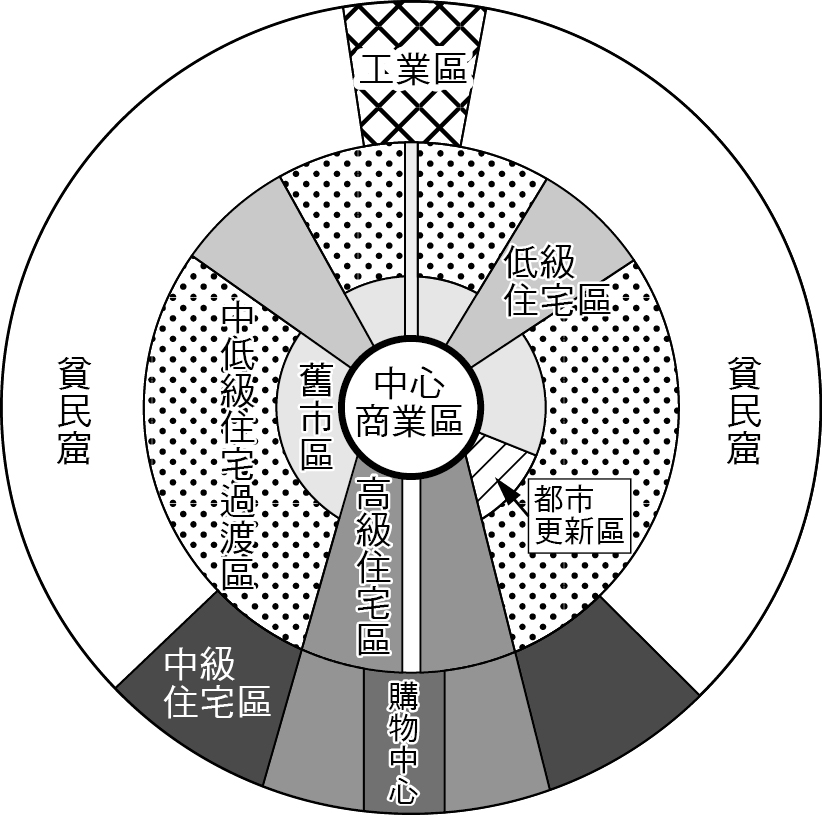 工業區
低級
住宅區
中低級住宅過渡區
舊市區
中心
商業區
貧民窟
貧民窟
都市
更新區
高級住宅區
中級
住宅區
購物中心